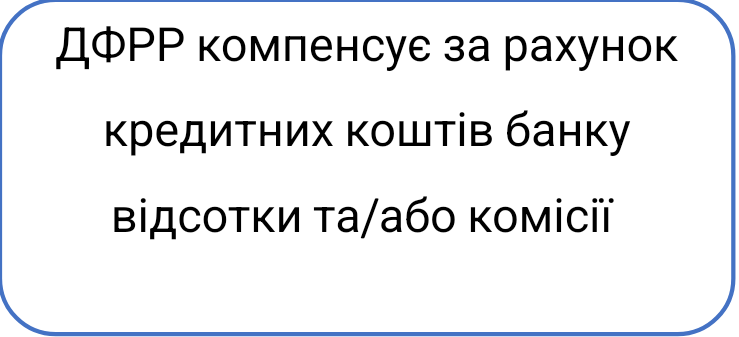 ДФРР компенсує за рахунок
кредитних коштів банку
відсотки та/або комісії